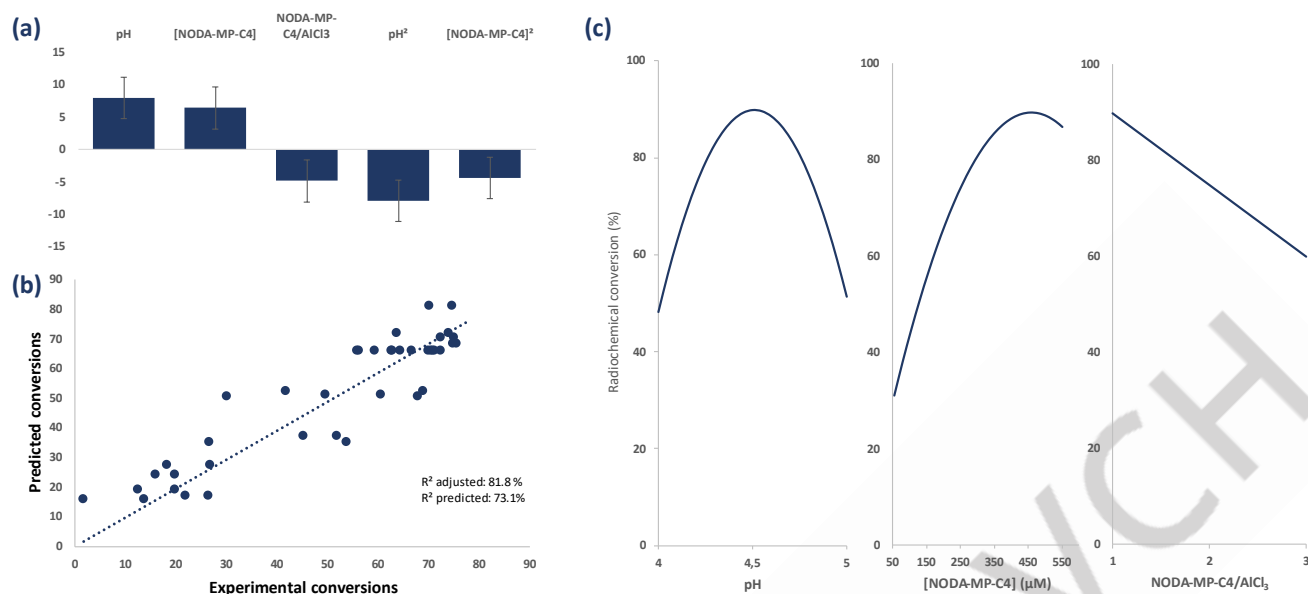 (a)
pH
[NODA-MP-C4]
NODA-MP-
C4/AlCl3
pH²
[NODA-MP-C4]²
15
10
5
0
-5
-10
-15
(b)
Predicted conversions
90
80
70
60
50
40
30
20
10
0
R² adjusted: 81.8 %
R² predicted: 73.1%
0 10 20 30 40 50 60 70 80 90
Experimental conversions
(c)
Radiochemical conversion (%)
100
80
60
40
20
0
4 4,5 5
pH
100
80
60
40
20
0
50 150 250 350 450 550
[NODA-MP-C4] (µM)
100
80
60
40
20
0
1 2 3
NODA-MP-C4/AlCl₃
VCH